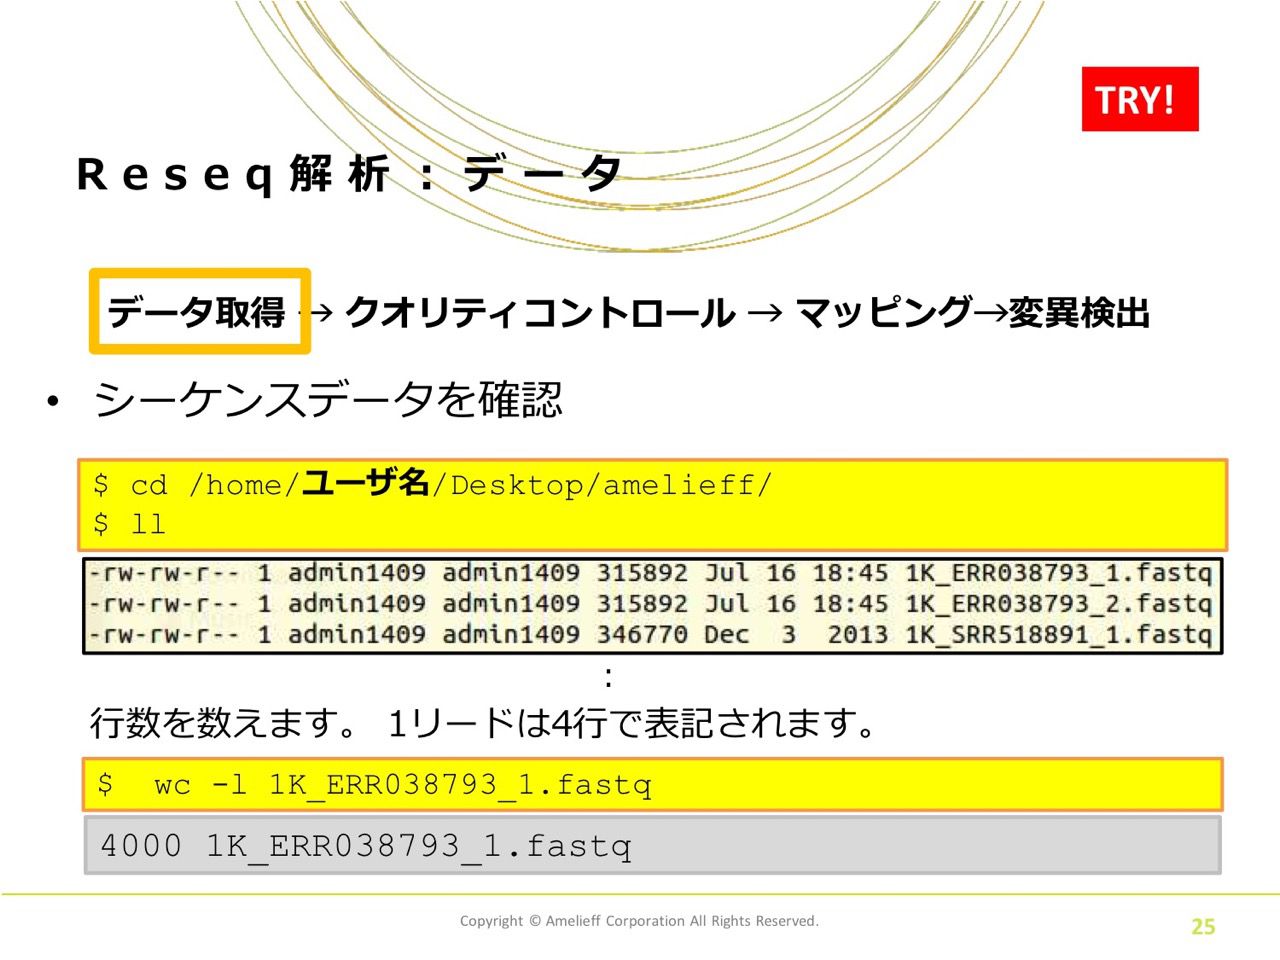 TRY!
Reseq解析：データ
データ取得 → クオリティコントロール → マッピング→変異検出
• シーケンスデータを確認
$ cd /home/ユーザ名/Desktop/amelieff/
$ ll
-rw-rw-r-- 1 admin1409 admin1409 315892 Jul 16 18:45 1K_ERR038793_1.fastq
-rw-rw-r-- 1 admin1409 admin1409 315892 Jul 16 18:45 1K_ERR038793_2.fastq
-rw-rw-r-- 1 admin1409 admin1409 346770 Dec  3  2013 1K_SRR518891_1.fastq
：
行数を数えます。 1リードは4行で表記されます。
$  wc -l 1K_ERR038793_1.fastq
4000 1K_ERR038793_1.fastq
Copyright © Amelieff Corporation All Rights Reserved.
25